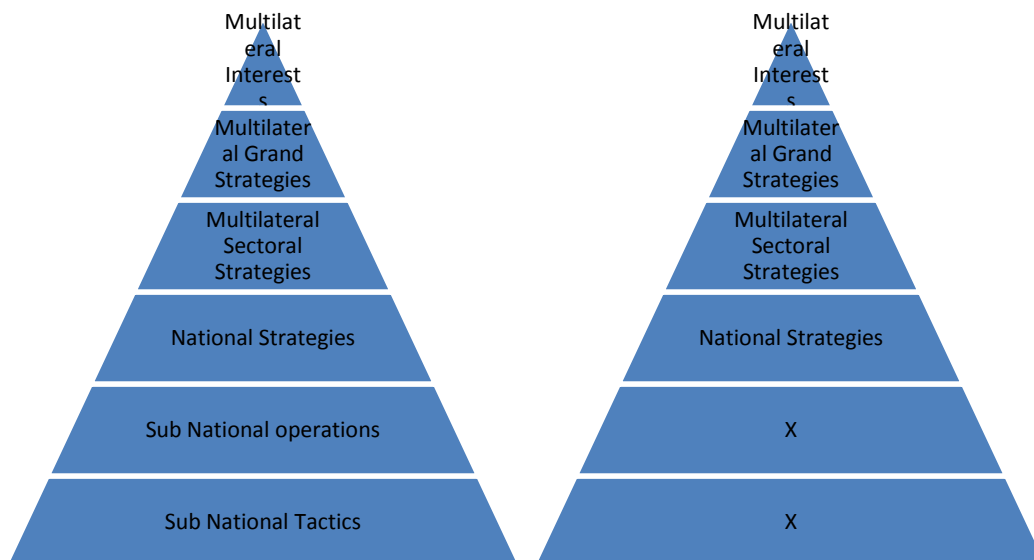 Multilat
eral
Interest
s
Multilater
al Grand
Strategies
Multilateral
Sectoral
Strategies
National Strategies
Sub National operations
Sub National Tactics
Multilat
eral
Interest
s
Multilater
al Grand
Strategies
Multilateral
Sectoral
Strategies
National Strategies
X
X